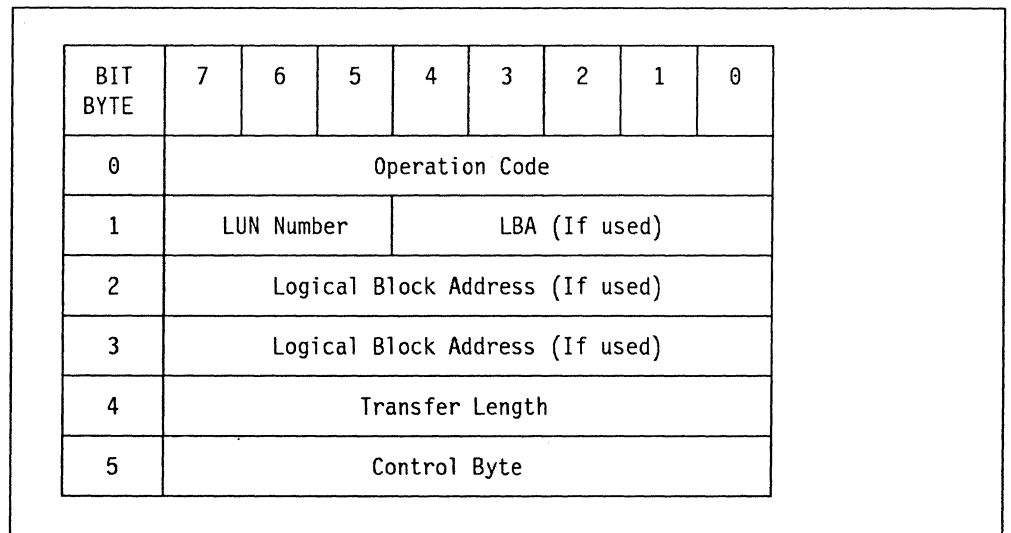 BIT BYTE 7 6 5 4 3 2 1 0
0 Operation Code
1 LUN Number LBA (If used)
2 Logical Block Address (If used)
3 Logical Block Address (If used)
4 Transfer Length
5 Control Byte